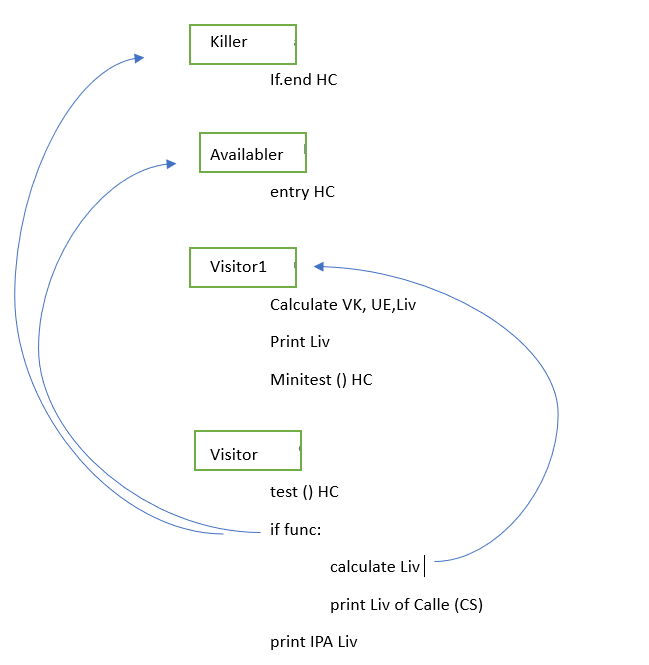 Killer
If.end HC
Availabler
entry HC
Visitor1
Calculate VK, UE,Liv
Print Liv
Minitest () HC
Visitor
test () HC
if func:
calculate Liv
print Liv of Calle (CS)
print IPA Liv